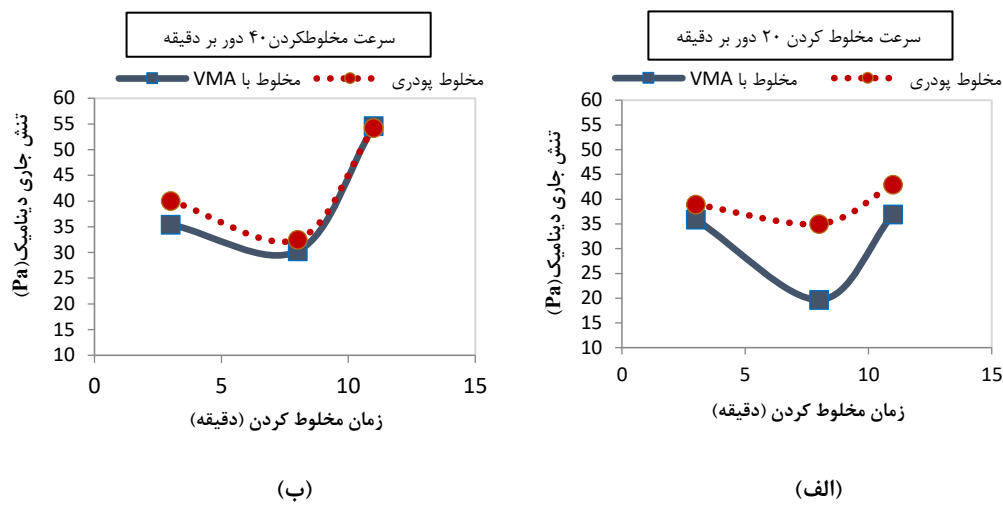 سرعت مخلوط کردن ۲۰ دور بر دقیقه
مخلوط پودری
مخلوط با VMA
تنش جاری دینامیک(Pa)
60
55
50
45
40
35
30
25
20
15
10
0 5 10 15
زمان مخلوط کردن (دقیقه)
(الف)
سرعت مخلوطکردن۴۰ دور بر دقیقه
مخلوط پودری
مخلوط با VMA
تنش جاری دینامیک(Pa)
60
55
50
45
40
35
30
25
20
15
10
0 5 10 15
زمان مخلوط کردن (دقیقه)
(ب)